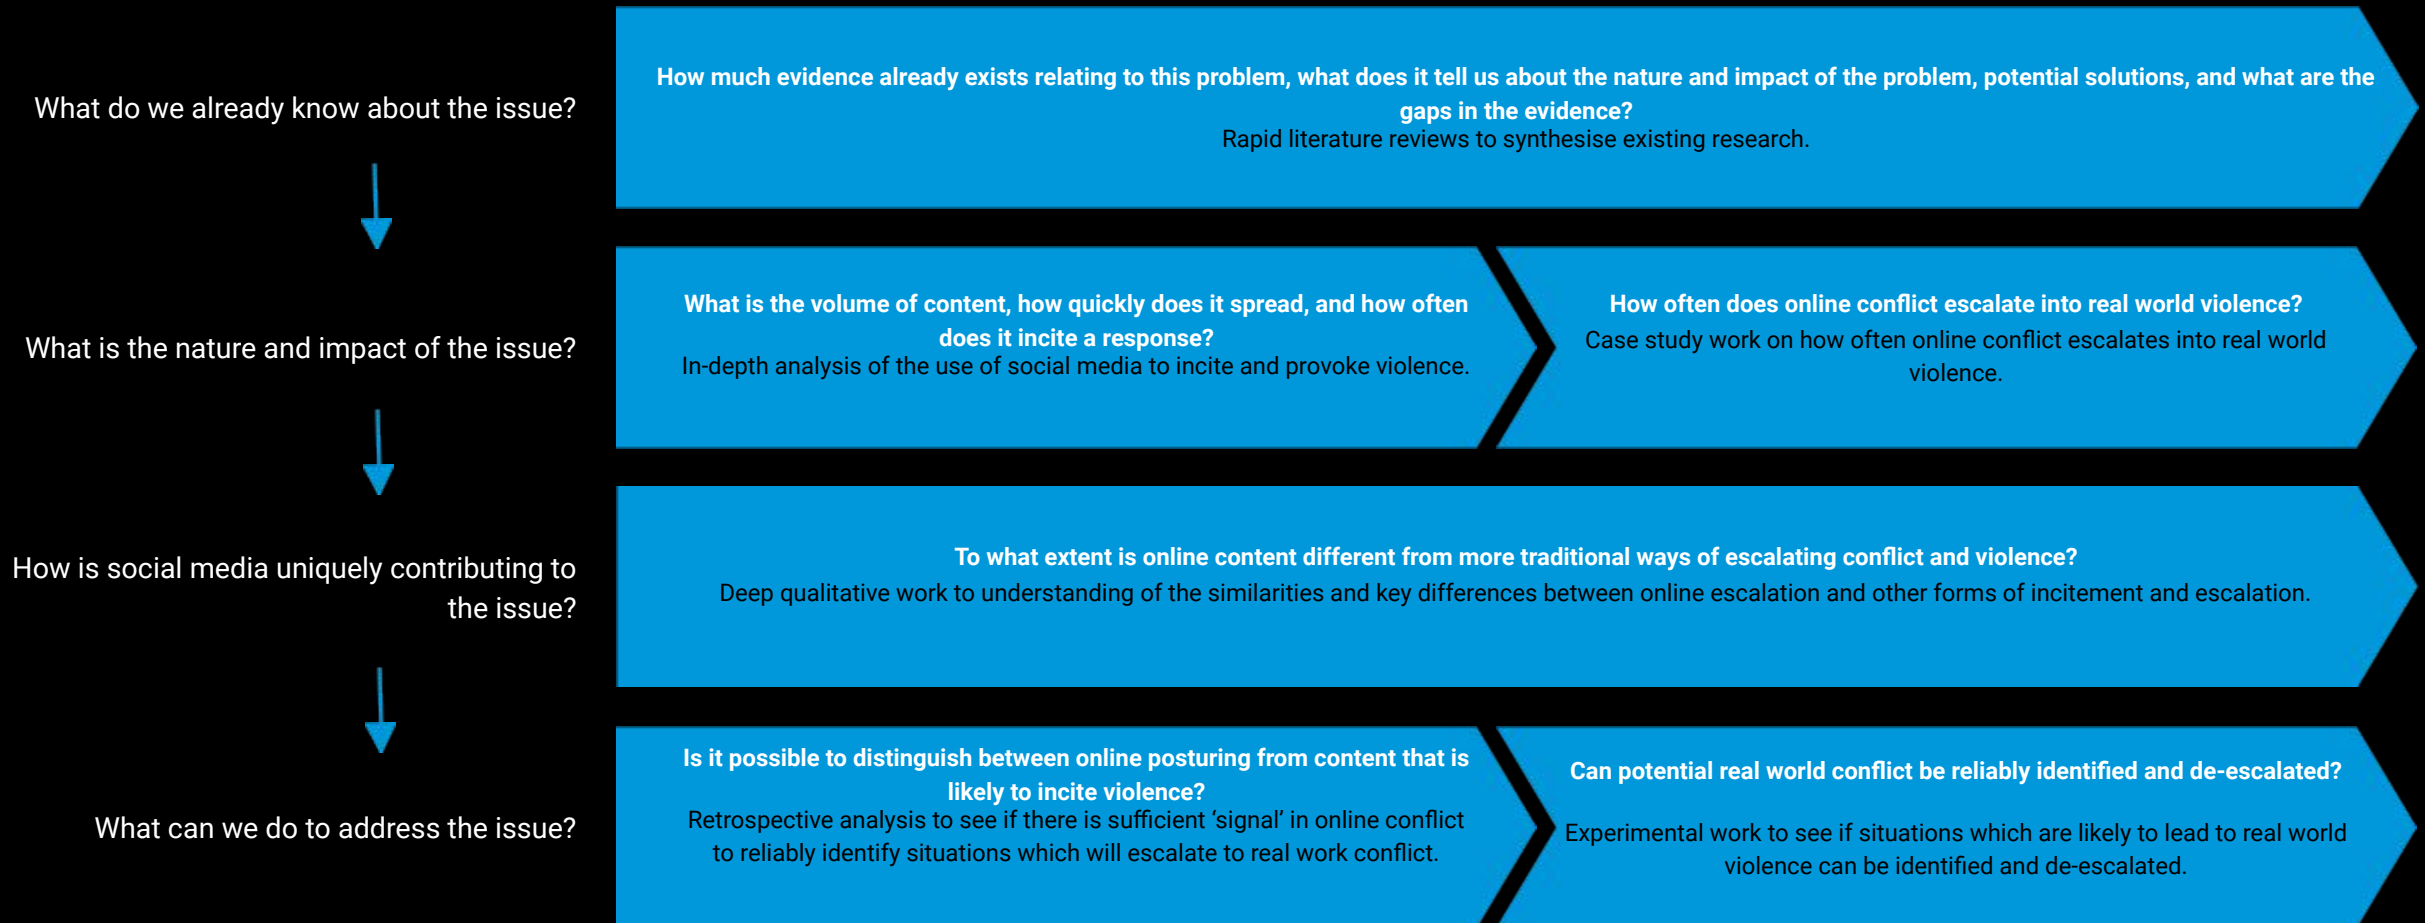 What do we already know about the issue?
How much evidence already exists relating to this problem, what does it tell us about the nature and impact of the problem, potential solutions, and what are the
gaps in the evidence?
Rapid literature reviews to synthesise existing research.
What is the nature and impact of the issue?
What is the volume of content, how quickly does it spread, and how often
does it incite a response?
In-depth analysis of the use of social media to incite and provoke violence.
How often does online conflict escalate into real world violence?
Case study work on how often online conflict escalates into real world
violence.
How is social media uniquely contributing to
the issue?
To what extent is online content different from more traditional ways of escalating conflict and violence?
Deep qualitative work to understanding of the similarities and key differences between online escalation and other forms of incitement and escalation.
What can we do to address the issue?
Is it possible to distinguish between online posturing from content that is
likely to incite violence?
Retrospective analysis to see if there is sufficient ‘signal’ in online conflict
to reliably identify situations which will escalate to real work conflict.
Can potential real world conflict be reliably identified and de-escalated?
Experimental work to see if situations which are likely to lead to real world
violence can be identified and de-escalated.